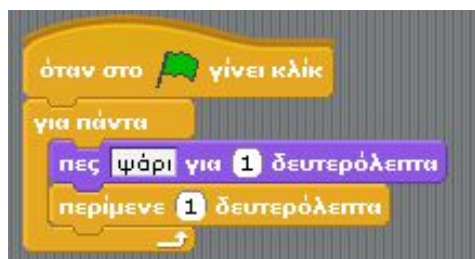 όταν στο γίνει κλίκ
για πάντα
πες ψάρι για 1 δευτερόλεπτα
περίμενε 1 δευτερόλεπτα